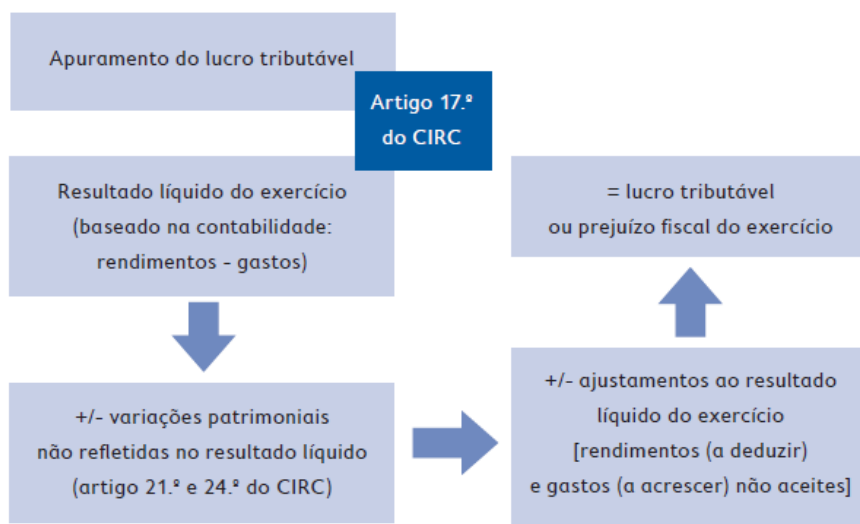 Apuramento do lucro tributável
Artigo 17.º
do CIRC
Resultado líquido do exercício
(baseado na contabilidade:
rendimentos - gastos)
+/- variações patrimoniais
não refletidas no resultado líquido
(artigo 21.º e 24.º do CIRC)
+/- ajustamentos ao resultado
líquido do exercício
[rendimentos (a deduzir)
e gastos (a acrescer) não aceites]
= lucro tributável
ou prejuízo fiscal do exercício